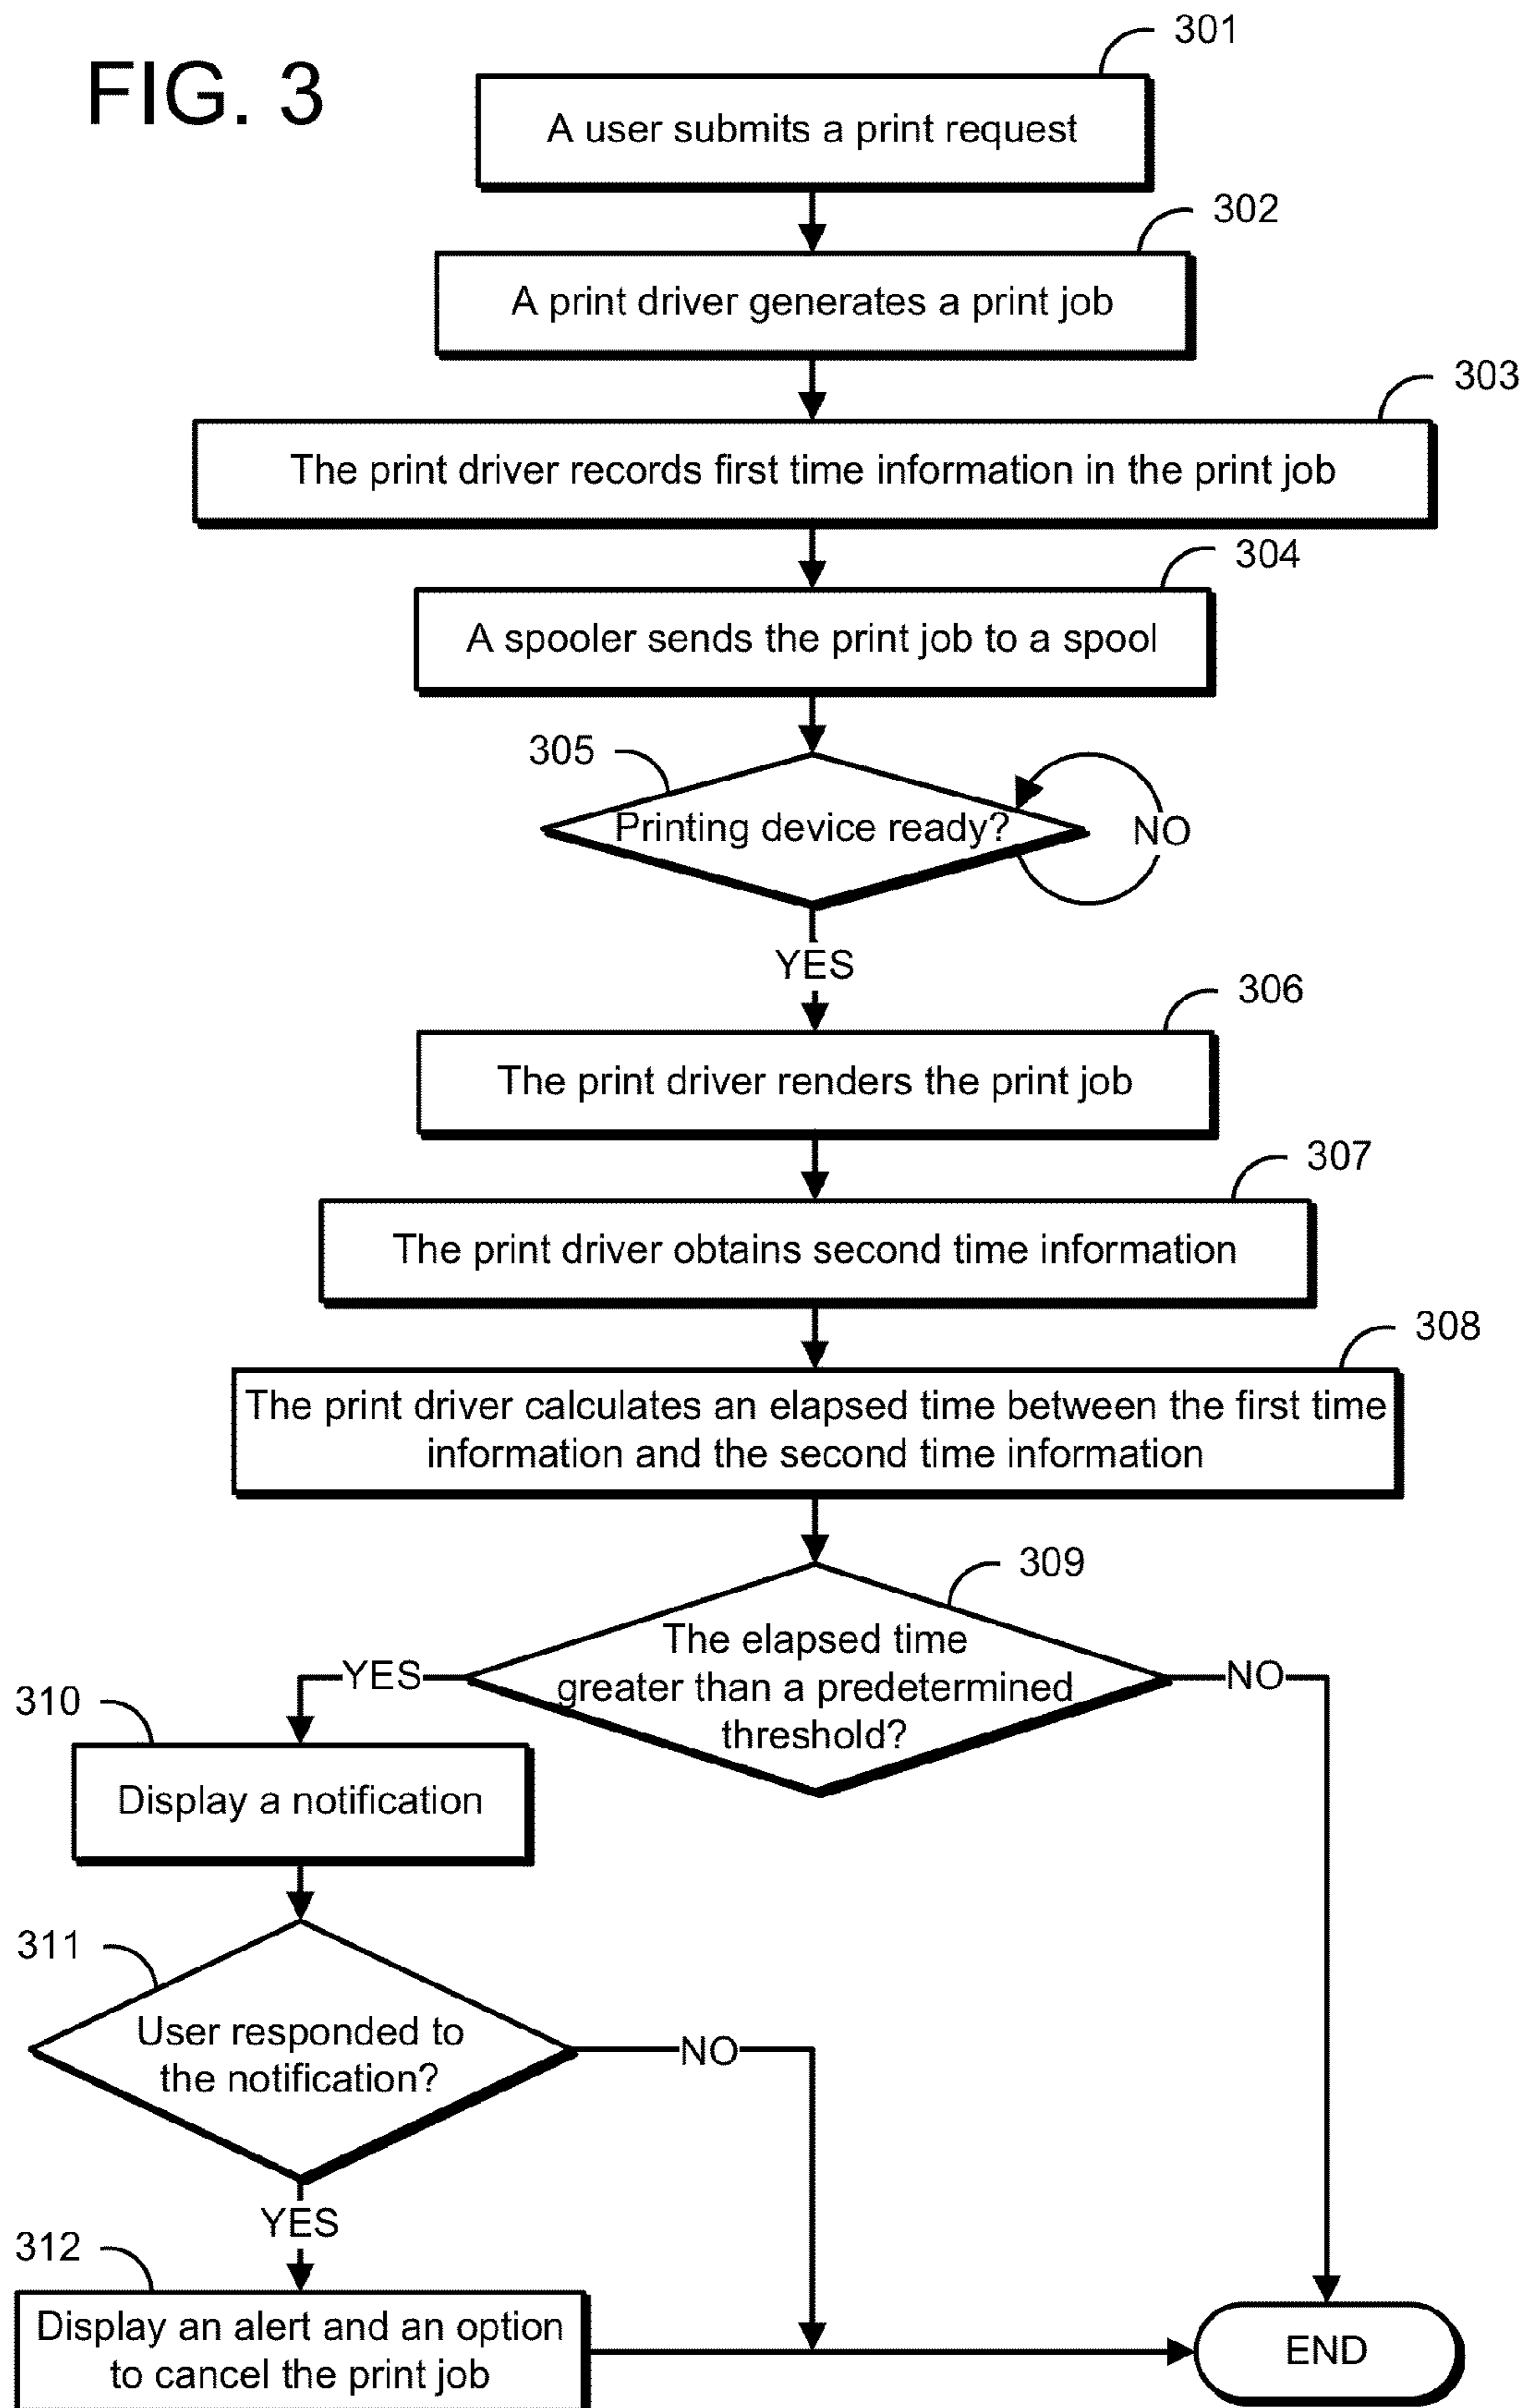 FIG. 3
301
A user submits a print request
302
A print driver generates a print job
303
The print driver records first time information in the print job
304
A spooler sends the print job to a spool
305
Printing device ready?
NO
YES
306
The print driver renders the print job
307
The print driver obtains second time information
308
The print driver calculates an elapsed time between the first time
information and the second time information
309
The elapsed time
greater than a predetermined
threshold?
YES
NO
310
Display a notification
311
User responded to
the notification?
NO
YES
312
Display an alert and an option
to cancel the print job
END